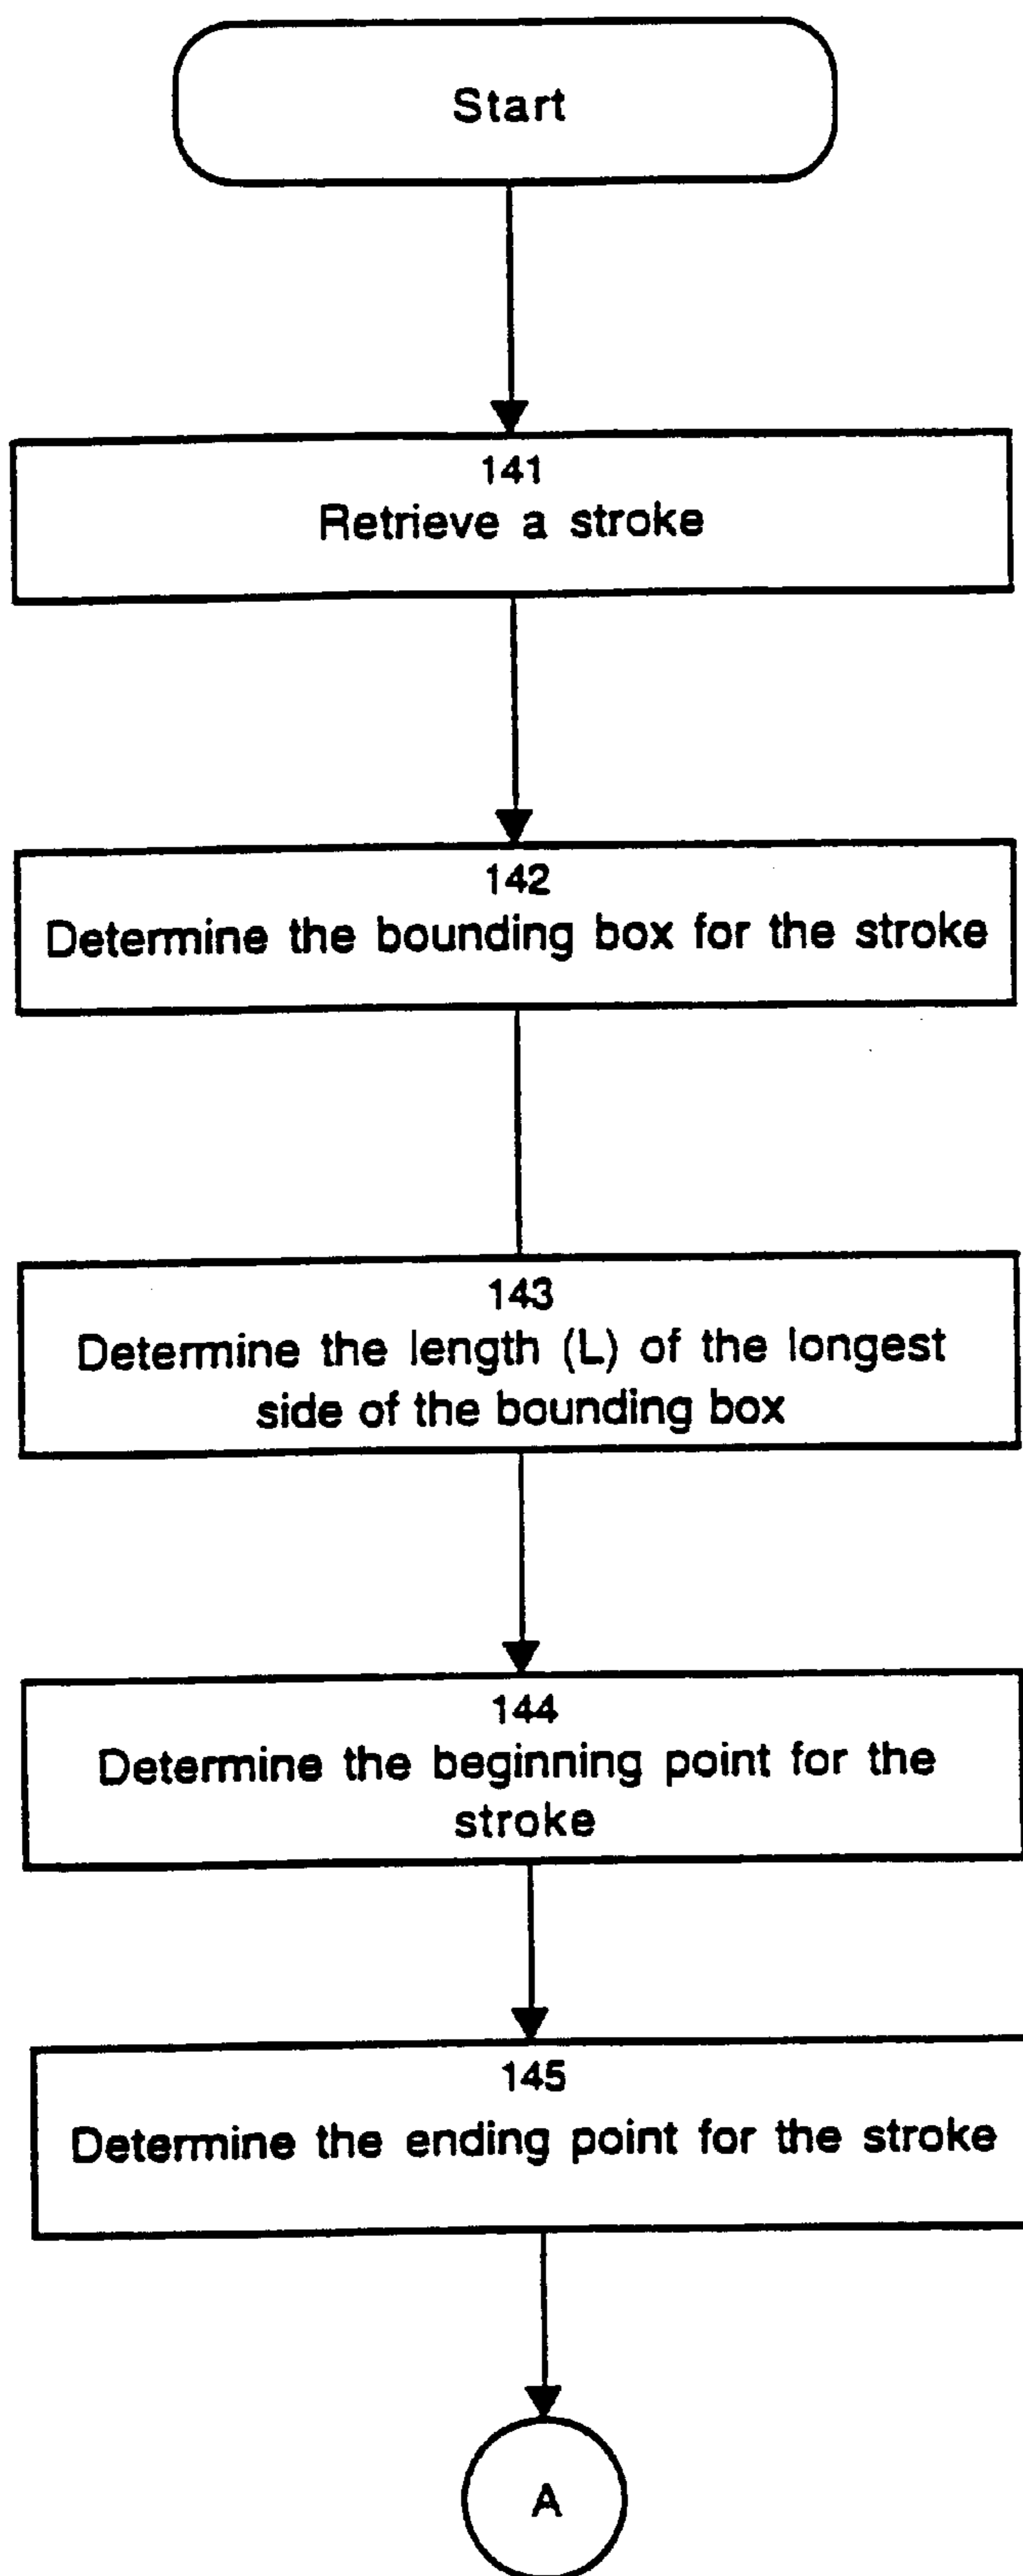 Start
141
Retrieve a stroke
142
Determine the bounding box for the stroke
143
Determine the length (L) of the longest
side of the bounding box
144
Determine the beginning point for the
stroke
145
Determine the ending point for the stroke
A